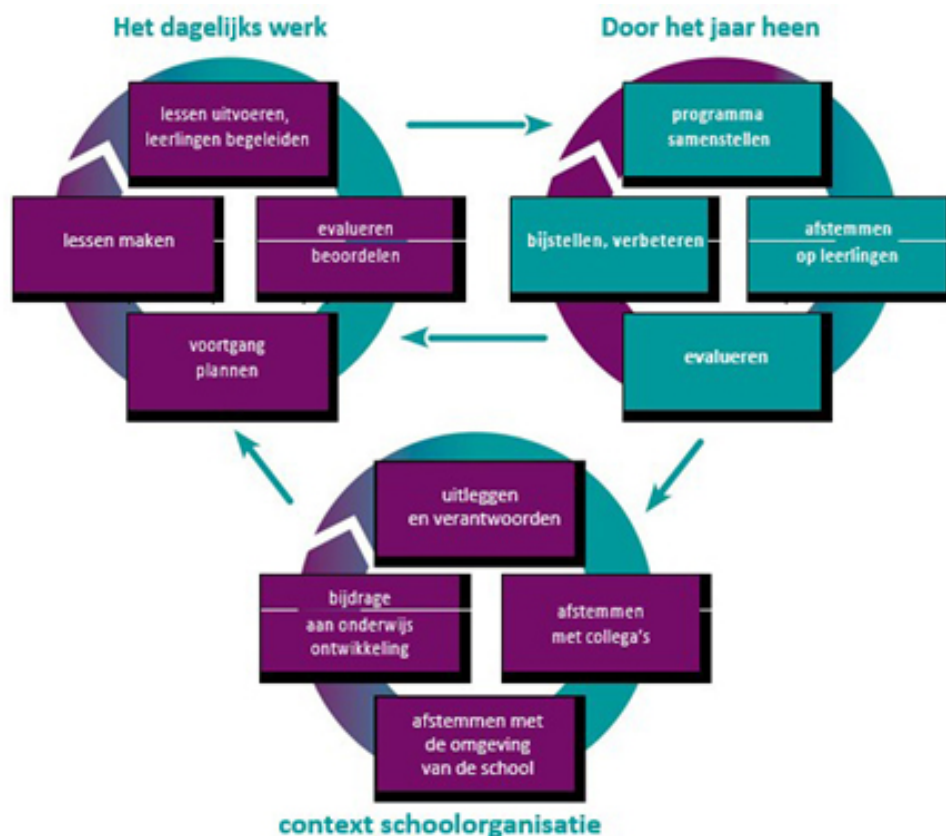 Het dagelijks werk
lessen uitvoeren,
leerlingen begeleiden
lessen maken
evalueren
beoordelen
voortgang
plannen
Door het jaar heen
programma
samenstellen
bijstellen, verbeteren
afstemmen
op leerlingen
evalueren
uitleggen
en verantwoorden
bijdrage
aan onderwijs
ontwikkeling
afstemmen
met collega's
afstemmen met
de omgeving
van de school
context schoolorganisatie